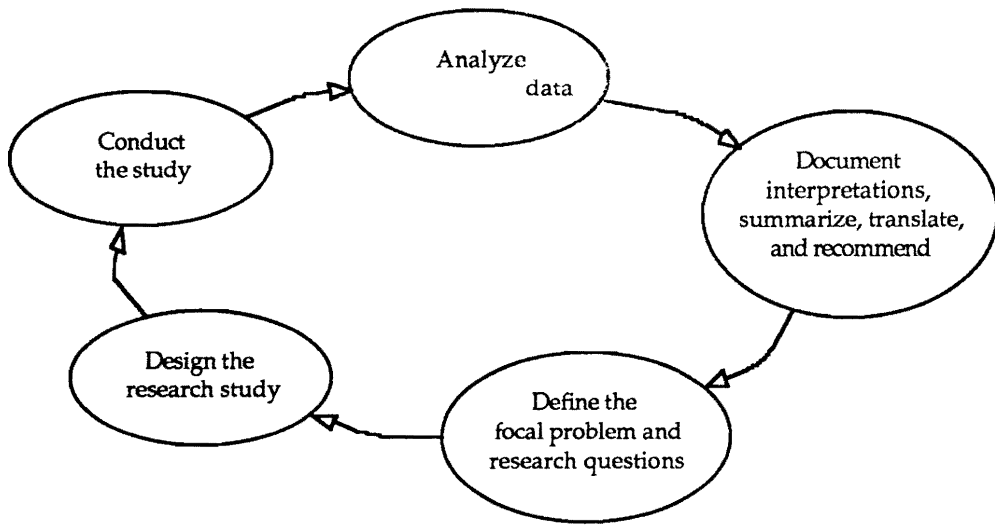 Analyze
data
Conduct
the study
Document
interpretations,
summarize, translate,
and recommend
Design the
research study
Define the
focal problem and
research questions